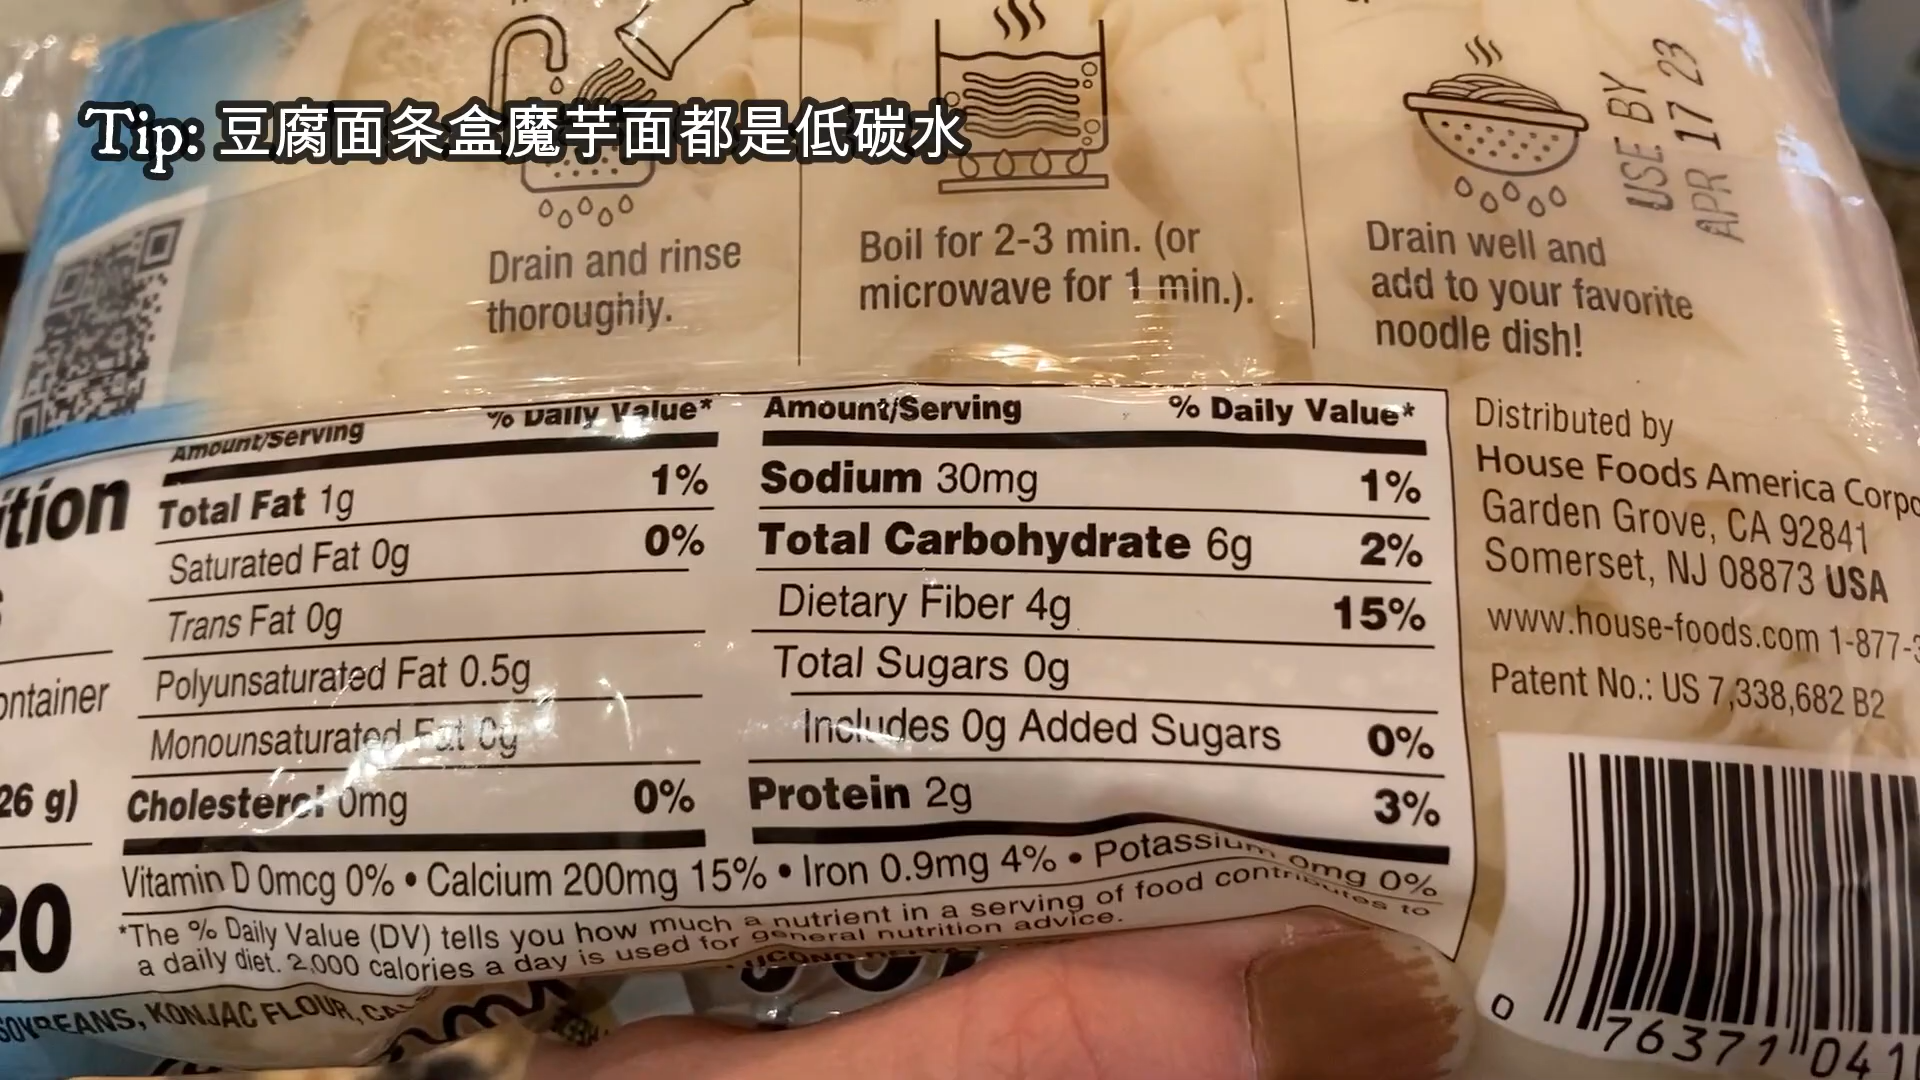 Tip: 豆腐面条盒魔芋面都是低碳水
USE BY
APR 17 23
Drain and rinse
thoroughly.
Boil for 2-3 min. (or
microwave for 1 min.).
Drain well and
add to your favorite
noodle dish!
Amount/Serving % Daily Value*
Total Fat 1g 1%
Saturated Fat 0g 0%
Trans Fat 0g
Polyunsaturated Fat 0.5g
Monounsaturated Fat 0g
Cholesterol 0mg 0%
Amount/Serving % Daily Value*
Sodium 30mg 1%
Total Carbohydrate 6g 2%
Dietary Fiber 4g 15%
Total Sugars 0g
Includes 0g Added Sugars 0%
Protein 2g 3%
Vitamin D 0mcg 0% • Calcium 200mg 15% • Iron 0.9mg 4% • Potassium 0mg 0%
*The % Daily Value (DV) tells you how much a nutrient in a serving of food contributes to
a daily diet. 2,000 calories a day is used for general nutrition advice.
ition
ontainer
26 g)
20
SOYBEANS, KONJAC FLOUR,
Distributed by
House Foods America Corpo
Garden Grove, CA 92841
Somerset, NJ 08873 USA
www.house-foods.com 1-877-
Patent No.: US 7,338,682 B2
0 76371 041